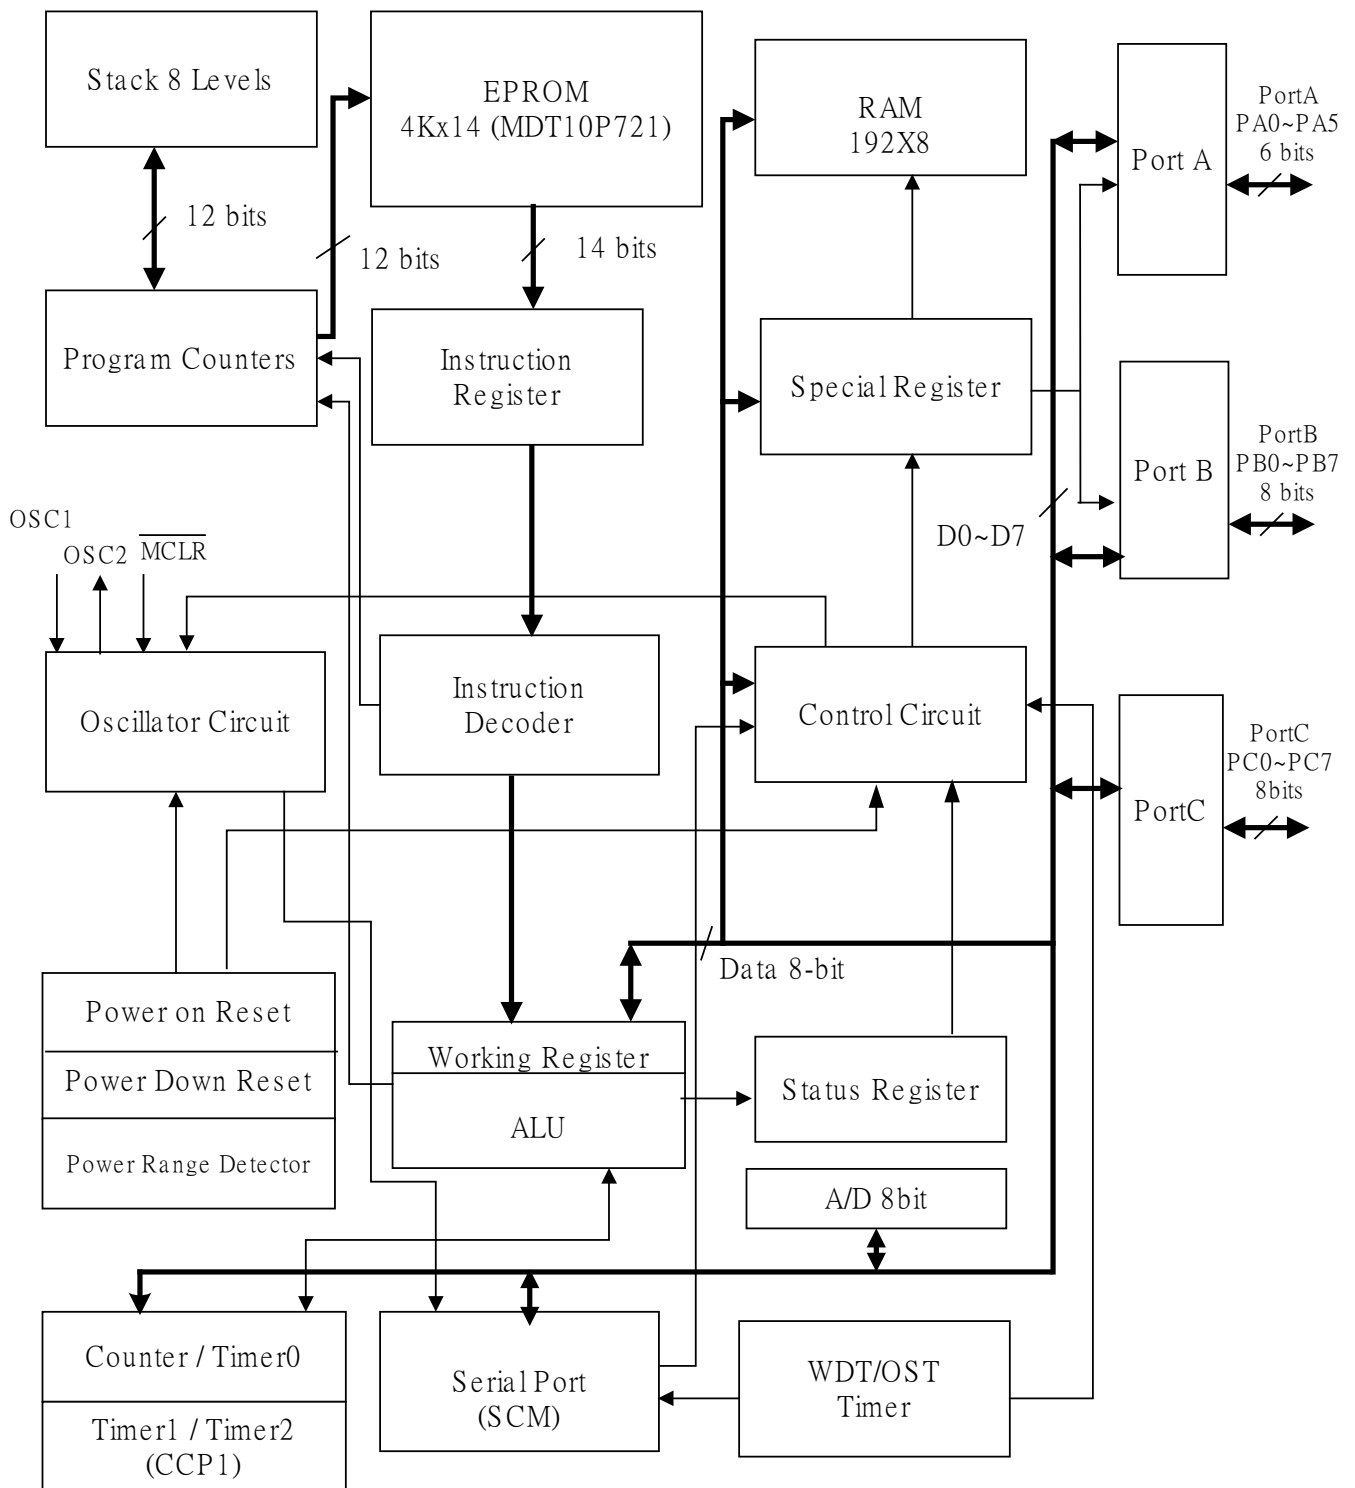 Stack 8 Levels
EPROM
4Kx14 (MDT10P721)
RAM
192X8
Port A
PortA
PA0~PA5
6 bits
12 bits
12 bits
14 bits
Program Counters
Instruction
Register
Special Register
Port B
PortB
PB0~PB7
8 bits
D0~D7
OSC1
OSC2
MCLR
Oscillator Circuit
Instruction
Decoder
Control Circuit
PortC
PortC
PC0~PC7
8bits
Data 8-bit
Power on Reset
Power Down Reset
Power Range Detector
Working Register
ALU
Status Register
A/D 8bit
Counter / Timer0
Timer1 / Timer2
(CCP1)
Serial Port
(SCM)
WDT/OST
Timer